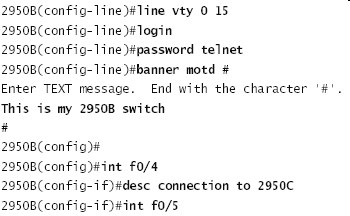 2950B(config-line)#line vty 0 15
2950B(config-line)#login
2950B(config-line)#password telnet
2950B(config-line)#banner motd #
Enter TEXT message.  End with the character '#'.
This is my 2950B switch
#
2950B(config)#
2950B(config)#int f0/4
2950B(config-if)#desc connection to 2950C
2950B(config-if)#int f0/5